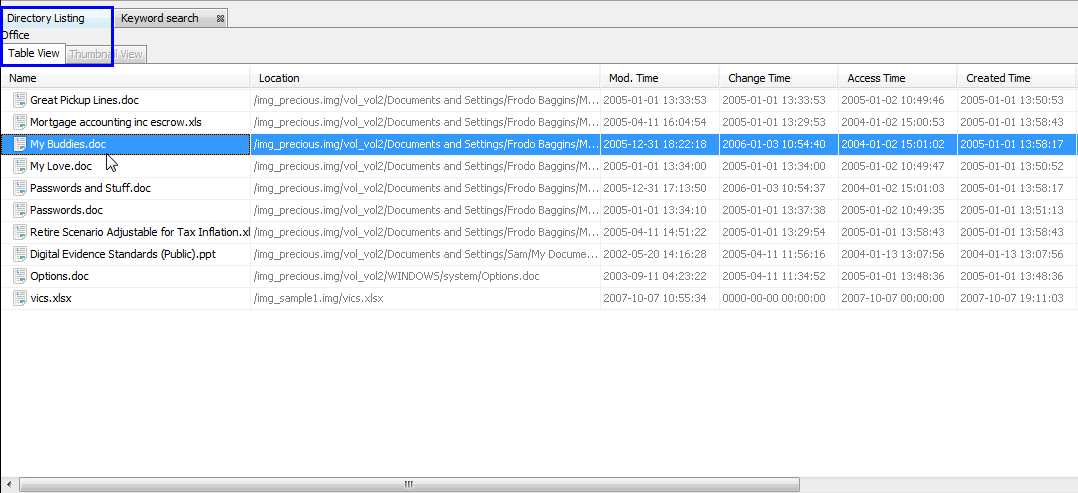 Directory Listing Keyword search
Office
Table View Thumbnail View
Name Location Mod. Time Change Time Access Time Created Time
Great Pickup Lines.doc /img_precious.img/vol_vol2/Documents and Settings/Frodo Baggins/M... 2005-01-01 13:33:53 2005-01-01 13:33:53 2005-01-02 10:49:46 2005-01-01 13:50:53
Mortgage accounting inc escrow.xls /img_precious.img/vol_vol2/Documents and Settings/Frodo Baggins/M... 2005-04-11 16:04:54 2005-01-01 13:29:53 2004-01-02 15:00:53 2005-01-01 13:58:43
My Buddies.doc /img_precious.img/vol_vol2/Documents and Settings/Frodo Baggins/M... 2005-12-31 18:22:18 2006-01-03 10:54:40 2004-01-02 15:01:02 2005-01-01 13:58:17
My Love.doc /img_precious.img/vol_vol2/Documents and Settings/Frodo Baggins/M... 2005-01-01 13:34:00 2005-01-01 13:34:00 2005-01-02 10:49:47 2005-01-01 13:50:52
Passwords and Stuff.doc /img_precious.img/vol_vol2/Documents and Settings/Frodo Baggins/M... 2005-12-31 17:13:50 2006-01-03 10:54:37 2004-01-02 15:01:03 2005-01-01 13:58:17
Passwords.doc /img_precious.img/vol_vol2/Documents and Settings/Frodo Baggins/M... 2005-01-01 13:34:10 2005-01-01 13:37:38 2005-01-02 10:49:35 2005-01-01 13:51:13
Retire Scenario Adjustable for Tax Inflation.xl /img_precious.img/vol_vol2/Documents and Settings/Frodo Baggins/M... 2005-04-11 14:51:22 2005-01-01 13:29:54 2005-01-01 13:58:43 2005-01-01 13:58:43
Digital Evidence Standards (Public).ppt /img_precious.img/vol_vol2/Documents and Settings/Sam/My Docume... 2002-05-20 14:16:28 2005-04-11 11:56:16 2004-01-13 13:07:56 2004-01-13 13:07:56
Options.doc /img_precious.img/vol_vol2/WINDOWS/system/Options.doc 2003-09-11 04:23:22 2005-04-11 11:34:52 2005-01-01 13:48:36 2005-01-01 13:48:36
vics.xlsx /img_sample1.img/vics.xlsx 2007-10-07 10:55:34 0000-00-00 00:00:00 2007-10-07 00:00:00 2007-10-07 19:11:03